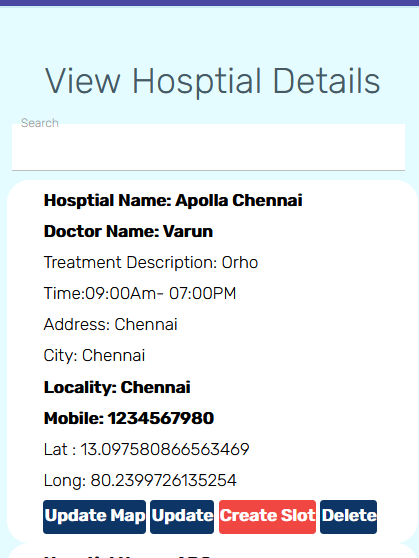 View Hosptial Details
Search
Hosptial Name: Apolla Chennai
Doctor Name: Varun
Treatment Description: Orho
Time:09:00Am- 07:00PM
Address: Chennai
City: Chennai
Locality: Chennai
Mobile: 1234567980
Lat : 13.097580866563469
Long: 80.2399726135254
Update Map Update Create Slot Delete